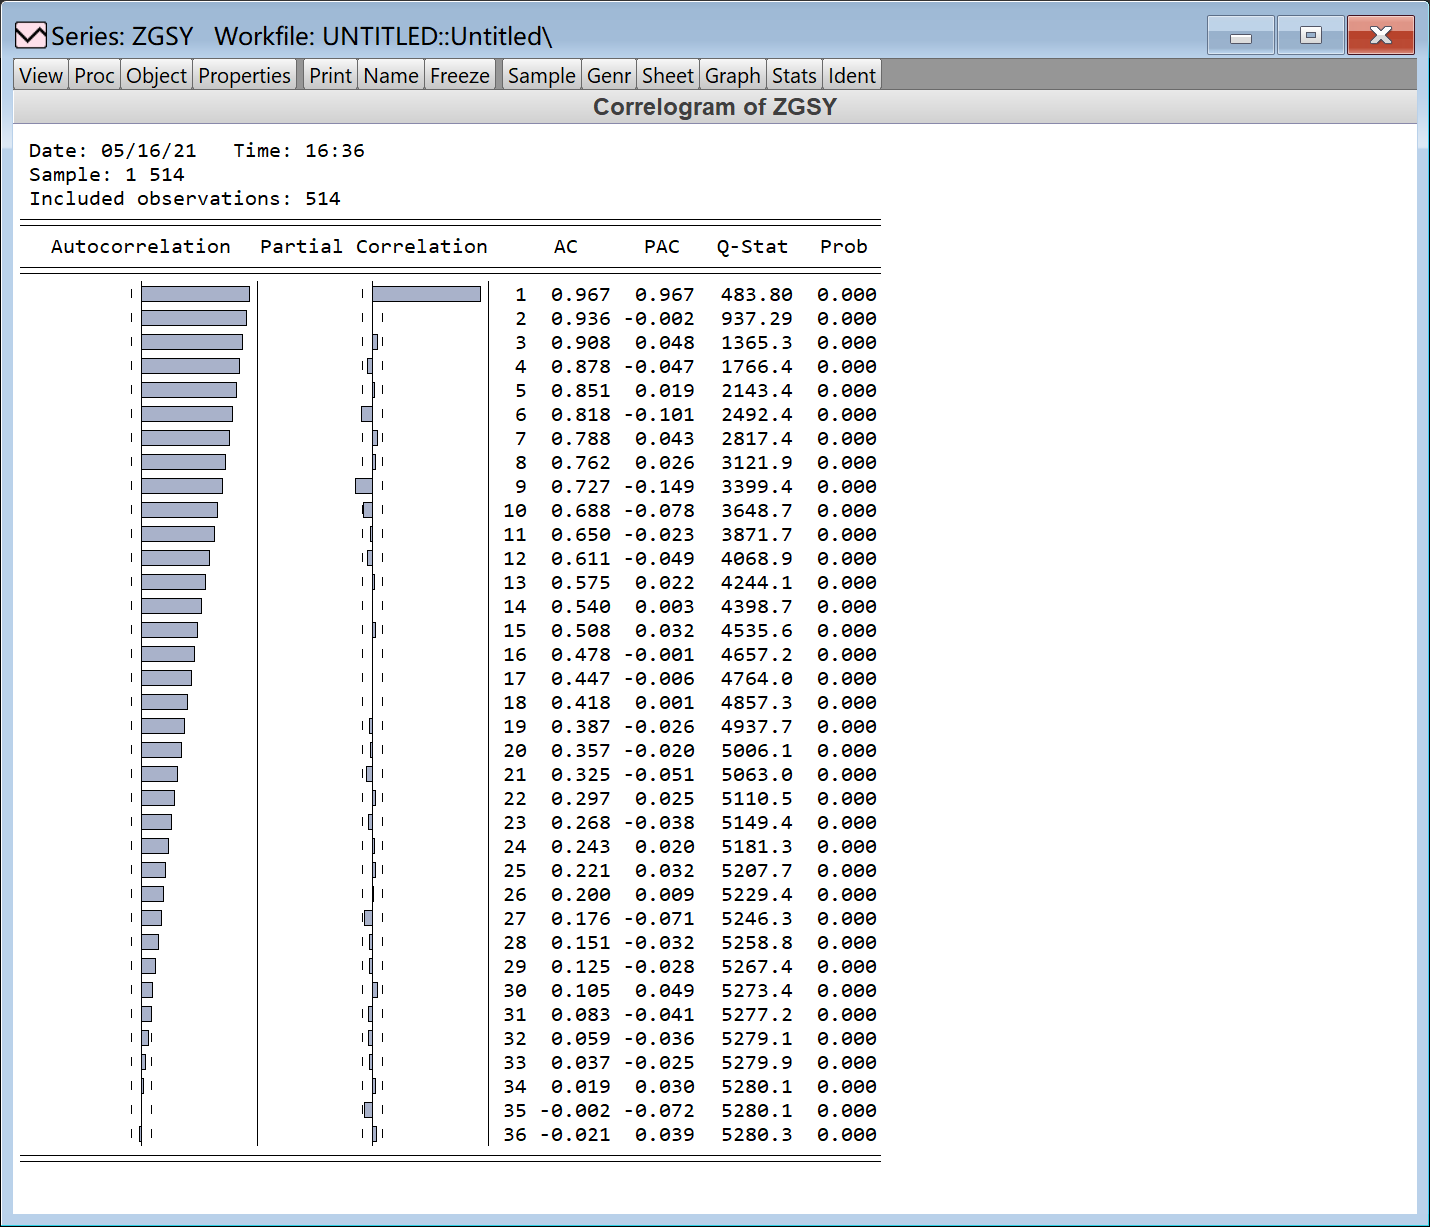 Series: ZGSY Workfile: UNTITLED::Untitled\
View Proc Object Properties Print Name Freeze Sample Genr Sheet Graph Stats Ident
Correlogram of ZGSY
Date: 05/16/21 Time: 16:36
Sample: 1 514
Included observations: 514
Autocorrelation Partial Correlation AC PAC Q-Stat Prob
1 0.967 0.967 483.80 0.000
2 0.936 -0.002 937.29 0.000
3 0.908 0.048 1365.3 0.000
4 0.878 -0.047 1766.4 0.000
5 0.851 0.019 2143.4 0.000
6 0.818 -0.101 2492.4 0.000
7 0.788 0.043 2817.4 0.000
8 0.762 0.026 3121.9 0.000
9 0.727 -0.149 3399.4 0.000
10 0.688 -0.078 3648.7 0.000
11 0.650 -0.023 3871.7 0.000
12 0.611 -0.049 4068.9 0.000
13 0.575 0.022 4244.1 0.000
14 0.540 0.003 4398.7 0.000
15 0.508 0.032 4535.6 0.000
16 0.478 -0.001 4657.2 0.000
17 0.447 -0.006 4764.0 0.000
18 0.418 0.001 4857.3 0.000
19 0.387 -0.026 4937.7 0.000
20 0.357 -0.020 5006.1 0.000
21 0.325 -0.051 5063.0 0.000
22 0.297 0.025 5110.5 0.000
23 0.268 -0.038 5149.4 0.000
24 0.243 0.020 5181.3 0.000
25 0.221 0.032 5207.7 0.000
26 0.200 0.009 5229.4 0.000
27 0.176 -0.071 5246.3 0.000
28 0.151 -0.032 5258.8 0.000
29 0.125 -0.028 5267.4 0.000
30 0.105 0.049 5273.4 0.000
31 0.083 -0.041 5277.2 0.000
32 0.059 -0.036 5279.1 0.000
33 0.037 -0.025 5279.9 0.000
34 0.019 0.030 5280.1 0.000
35 -0.002 -0.072 5280.1 0.000
36 -0.021 0.039 5280.3 0.000